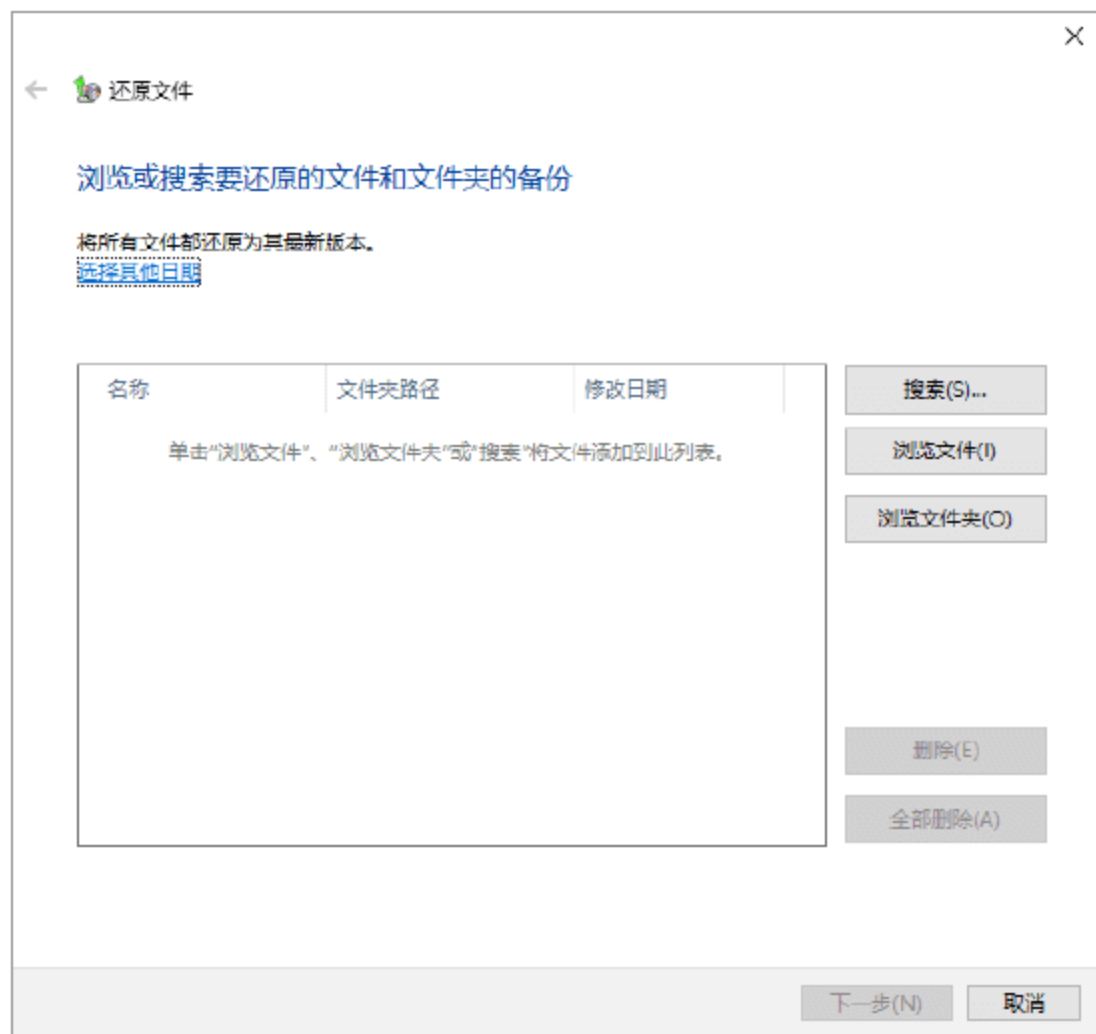 还原文件
浏览或搜索要还原的文件和文件夹的备份
将所有文件都还原为其最新版本。
选择其他日期
名称 文件夹路径 修改日期
单击“浏览文件”、“浏览文件夹”或“搜索”将文件添加到此列表。
搜索(S)...
浏览文件(I)
浏览文件夹(O)
删除(E)
全部删除(A)
下一步(N) 取消